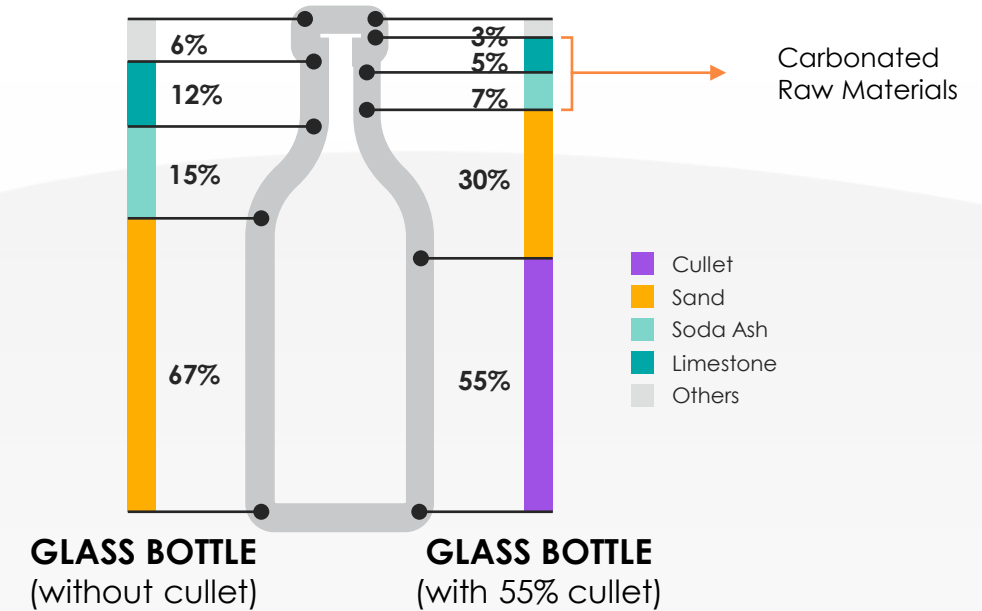 6%
12%
15%
67%
3%
5%
7%
30%
55%
Carbonated
Raw Materials
Cullet
Sand
Soda Ash
Limestone
Others
GLASS BOTTLE
(without cullet)
GLASS BOTTLE
(with 55% cullet)